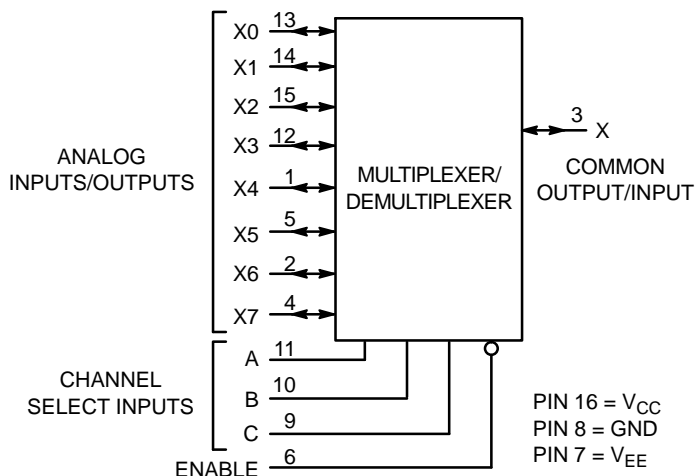 X0 13
X1 14
X2 15
X3 12
X4 1
X5 5
X6 2
X7 4
ANALOG
INPUTS/OUTPUTS
MULTIPLEXER/
DEMULTIPLEXER
3
X
COMMON
OUTPUT/INPUT
A 11
B 10
C 9
CHANNEL
SELECT INPUTS
ENABLE 6
PIN 16 = VCC
PIN 8 = GND
PIN 7 = VEE